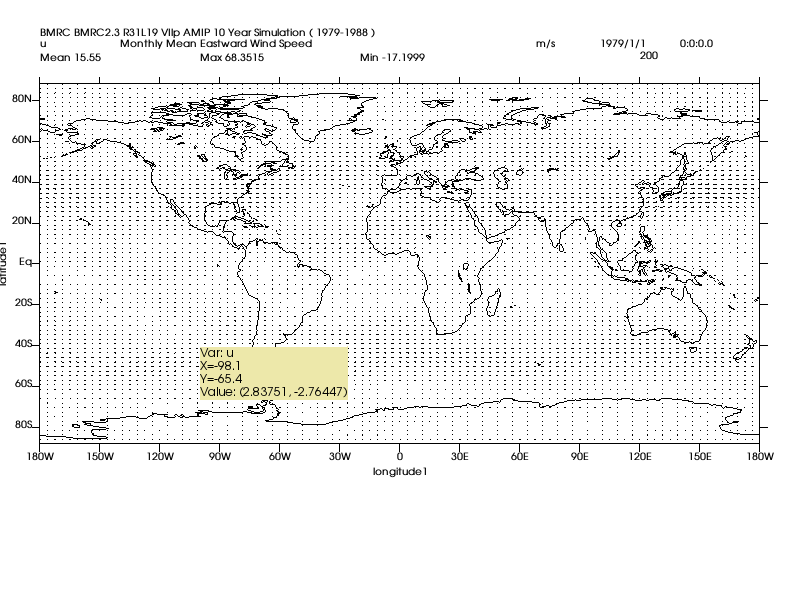 BMRC BMRC2.3 R31L19 VIIp AMIP 10 Year Simulation ( 1979-1988 )
u Monthly Mean Eastward Wind Speed m/s 1979/1/1 0:0:0.0
Mean 15.55 Max 68.3515 Min -17.1999 200
80N
60N
40N
20N
Eq
20S
40S
60S
80S
latitude1
Var: u
X=-98.1
Y=-65.4
Value: (2.83751, -2.76447)
180W 150W 120W 90W 60W 30W 0 30E 60E 90E 120E 150E 180W
longitude1